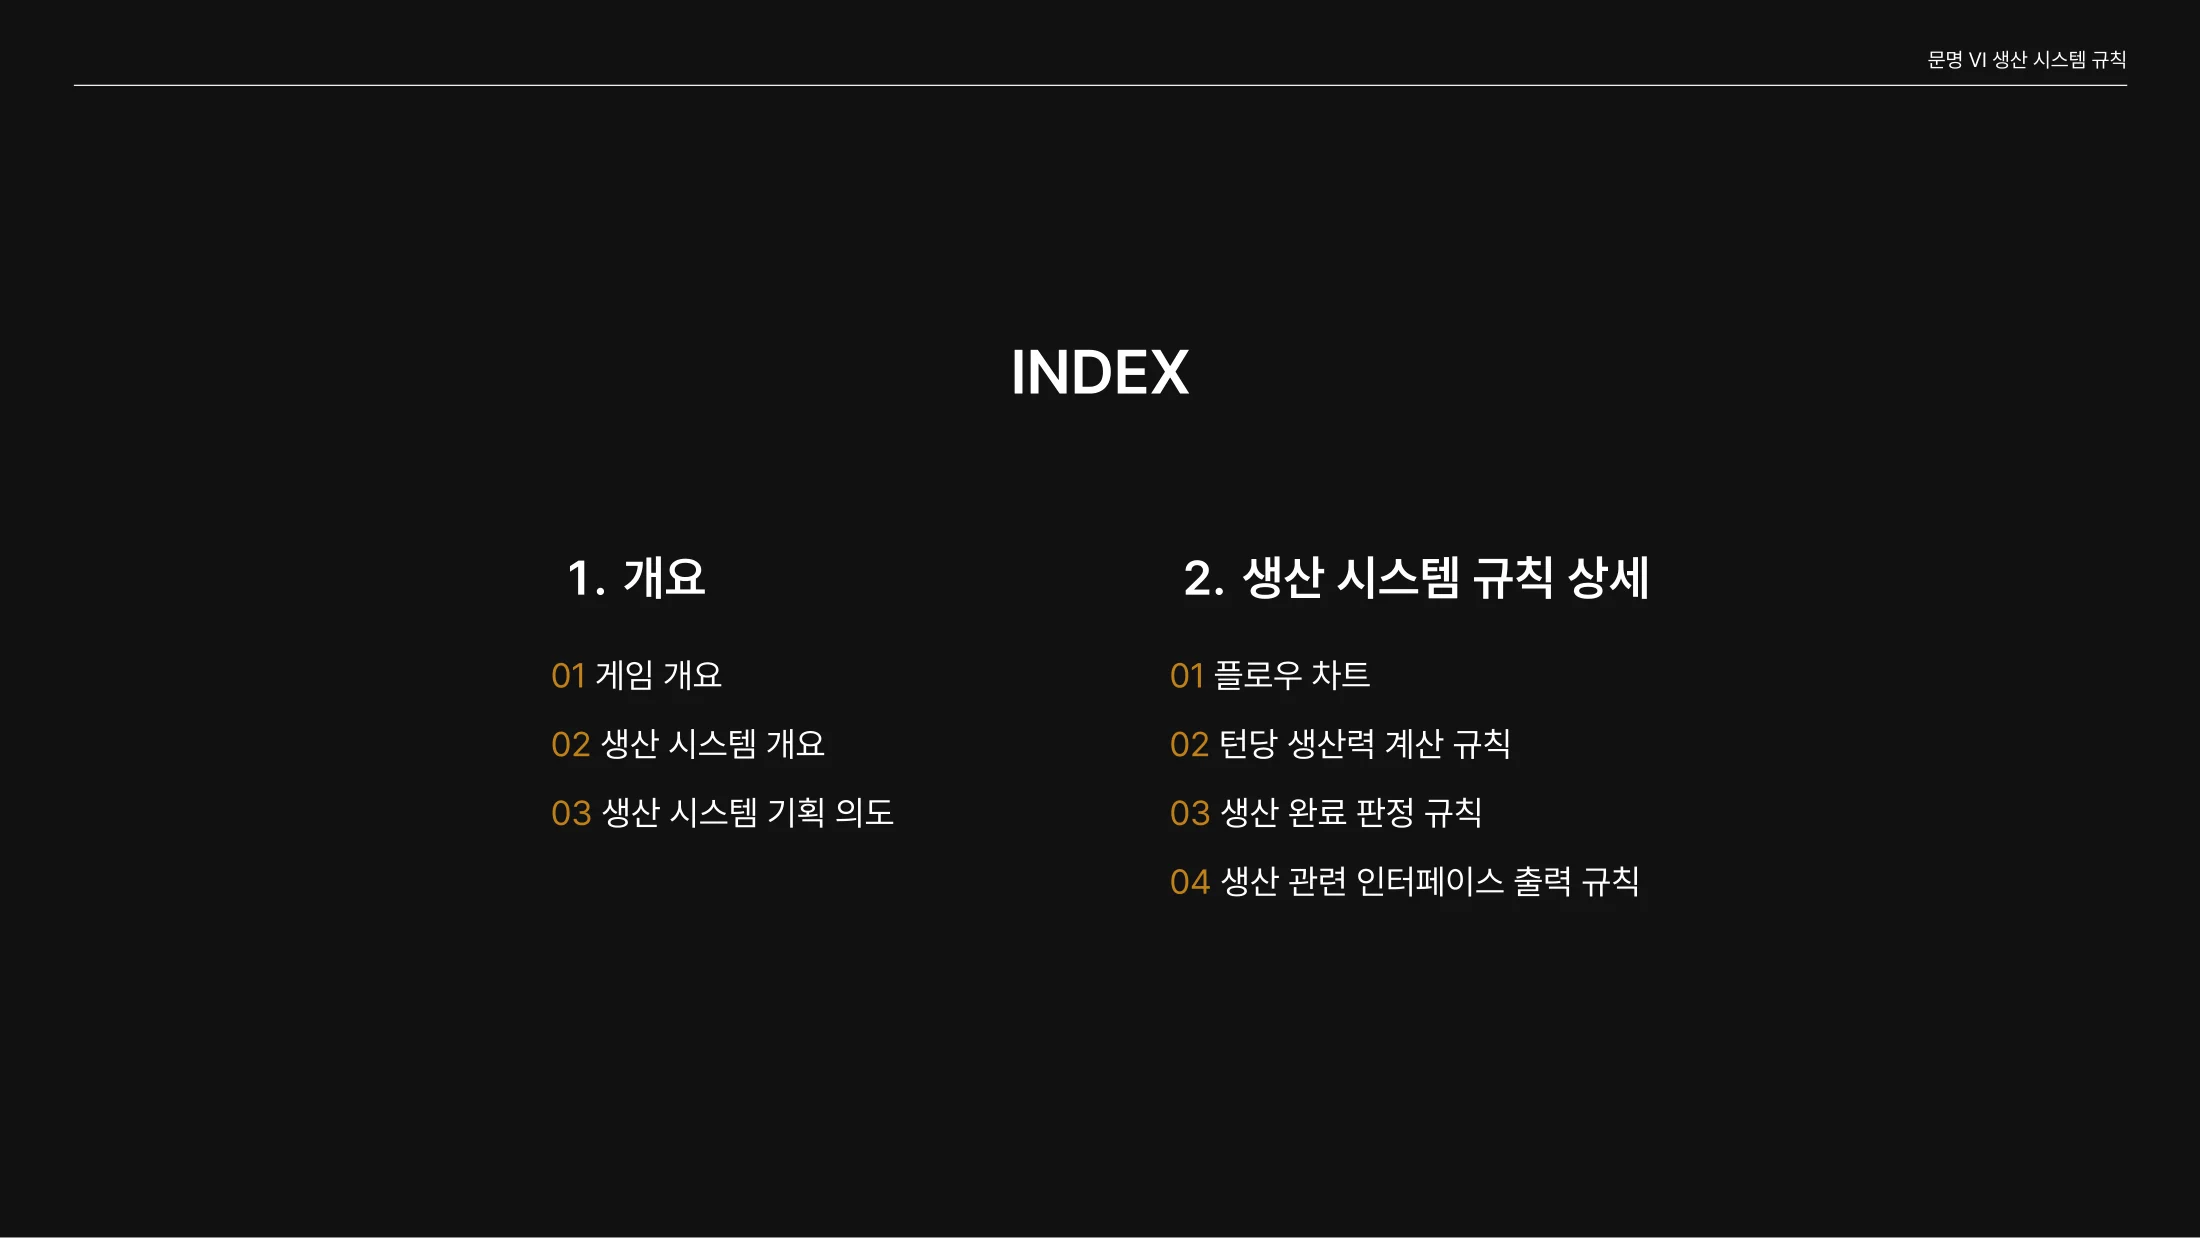 문명 VI 생산 시스템 규칙
INDEX
1. 개요
01 게임 개요
02 생산 시스템 개요
03 생산 시스템 기획 의도
2. 생산 시스템 규칙 상세
01 플로우 차트
02 턴당 생산력 계산 규칙
03 생산 완료 판정 규칙
04 생산 관련 인터페이스 출력 규칙